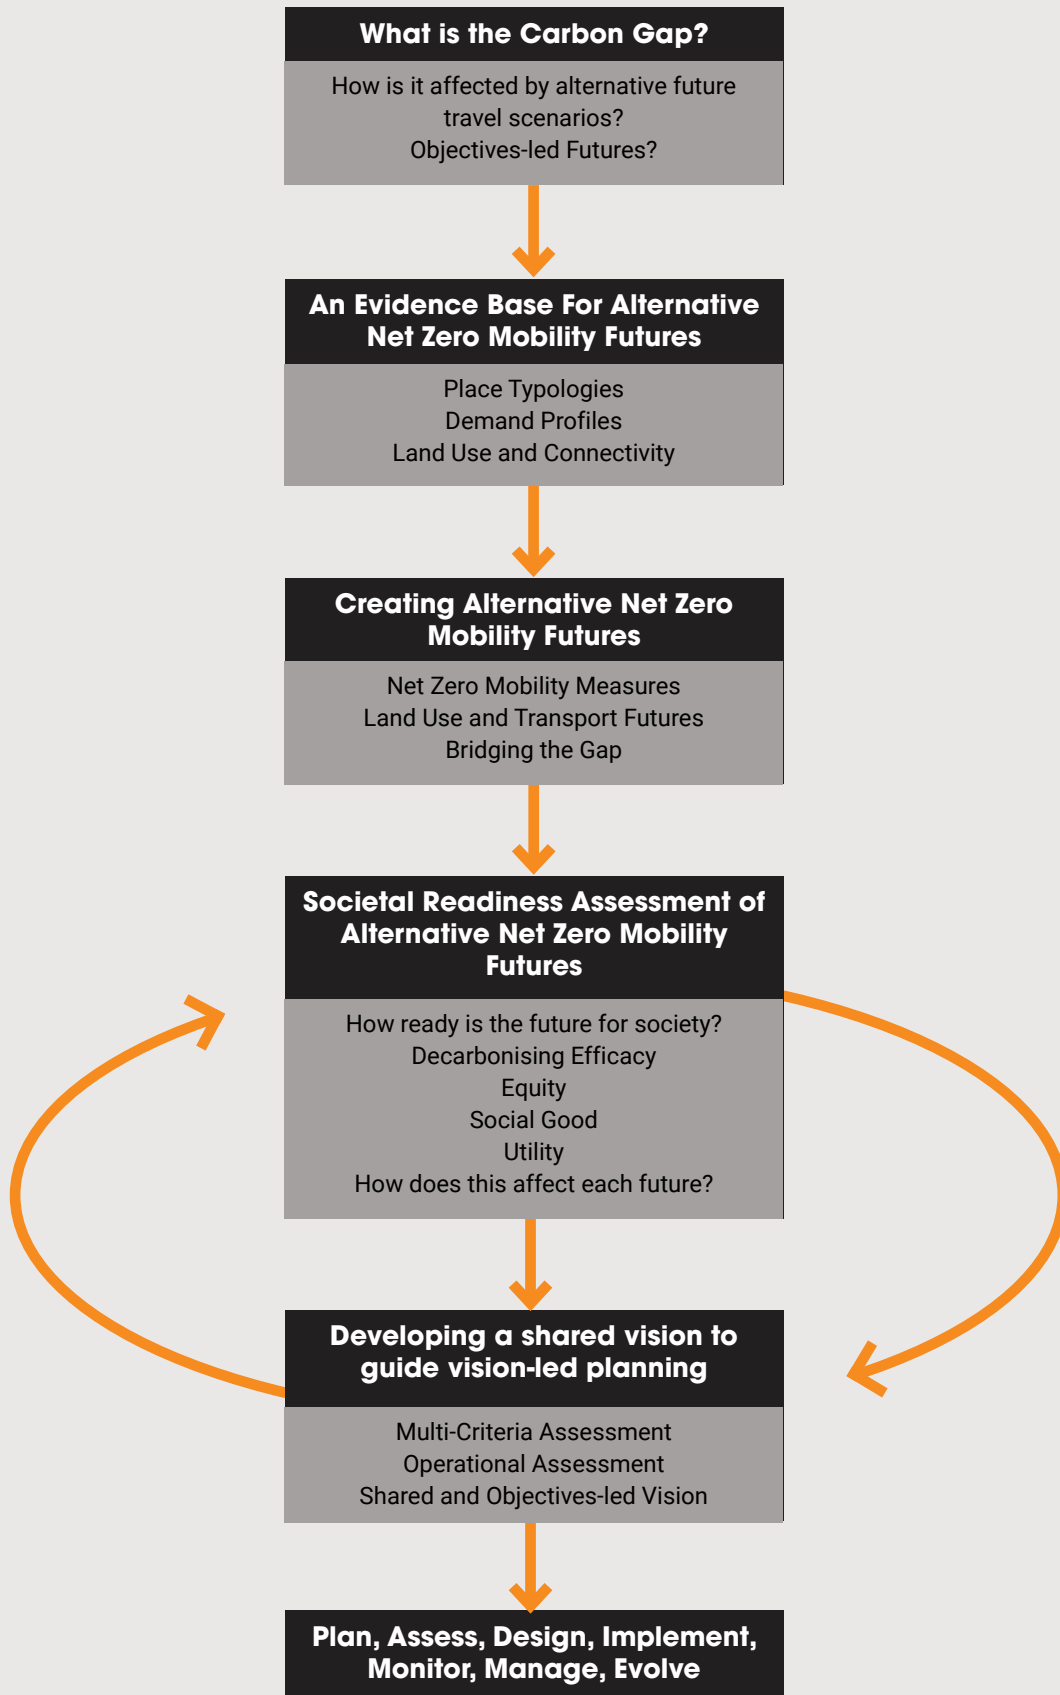 What is the Carbon Gap?
How is it affected by alternative future
travel scenarios?
Objectives-led Futures?
An Evidence Base For Alternative
Net Zero Mobility Futures
Place Typologies
Demand Profiles
Land Use and Connectivity
Creating Alternative Net Zero
Mobility Futures
Net Zero Mobility Measures
Land Use and Transport Futures
Bridging the Gap
Societal Readiness Assessment of
Alternative Net Zero Mobility
Futures
How ready is the future for society?
Decarbonising Efficacy
Equity
Social Good
Utility
How does this affect each future?
Developing a shared vision to
guide vision-led planning
Multi-Criteria Assessment
Operational Assessment
Shared and Objectives-led Vision
Plan, Assess, Design, Implement,
Monitor, Manage, Evolve